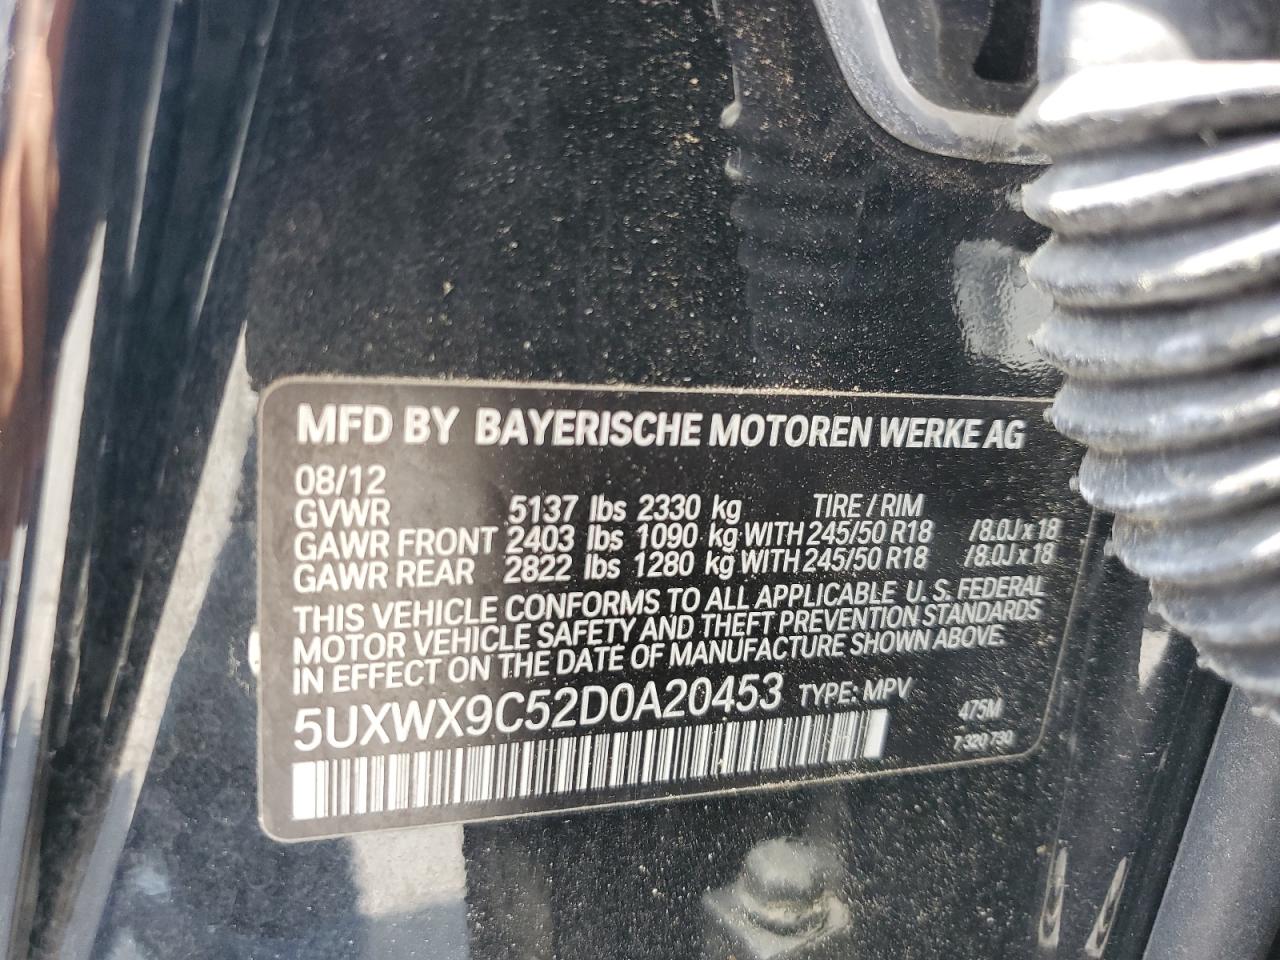 MFD BY BAYERISCHE MOTOREN WERKE AG
08/12
GVWR 5137 lbs 2330 kg TIRE / RIM
GAWR FRONT 2403 lbs 1090 kg WITH 245/50 R18 /8.0J x 18
GAWR REAR 2822 lbs 1280 kg WITH 245/50 R18 /8.0J x 18
THIS VEHICLE CONFORMS TO ALL APPLICABLE U.S. FEDERAL
MOTOR VEHICLE SAFETY AND THEFT PREVENTION STANDARDS
IN EFFECT ON THE DATE OF MANUFACTURE SHOWN ABOVE
5UXWX9C52D0A20453 TYPE: MPV
475M
7 320 730